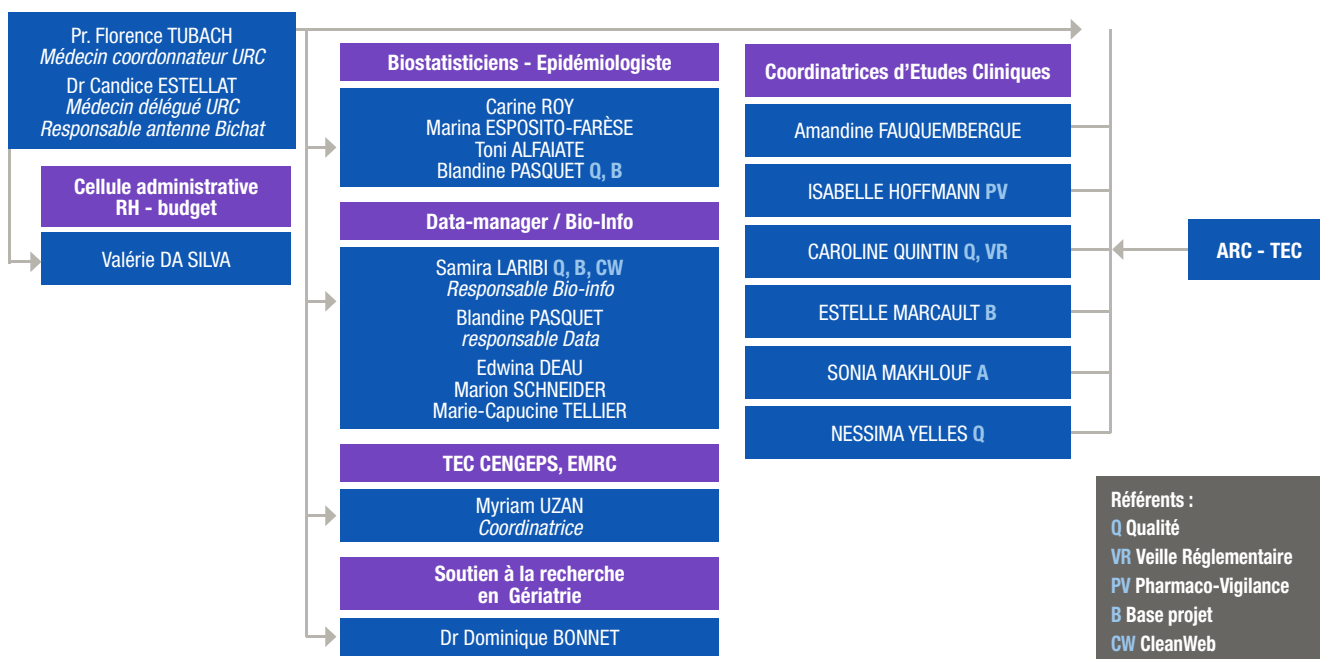 Pr. Florence TUBACH
Médecin coordonnateur URC
Dr Candice ESTELLAT
Médecin délégué URC
Responsable antenne Bichat
Cellule administrative
RH - budget
Valérie DA SILVA
Biostatisticiens - Epidémiologiste
Carine ROY
Marina ESPOSITO-FARÈSE
Toni ALFAIATE
Blandine PASQUET Q, B
Data-manager / Bio-Info
Samira LARIBI Q, B, CW
Responsable Bio-info
Blandine PASQUET
responsable Data
Edwina DEAU
Marion SCHNEIDER
Marie-Capucine TELLIER
TEC CENGEPS, EMRC
Myriam UZAN
Coordinatrice
Soutien à la recherche
en Gériatrie
Dr Dominique BONNET
Coordinatrices d'Etudes Cliniques
Amandine FAUQUEMBERGUE
ISABELLE HOFFMANN PV
CAROLINE QUINTIN Q, VR
ESTELLE MARCAULT B
SONIA MAKHLOUF A
NESSIMA YELLES Q
ARC - TEC
Référents :
Q Qualité
VR Veille Réglementaire
PV Pharmaco-Vigilance
B Base projet
CW CleanWeb